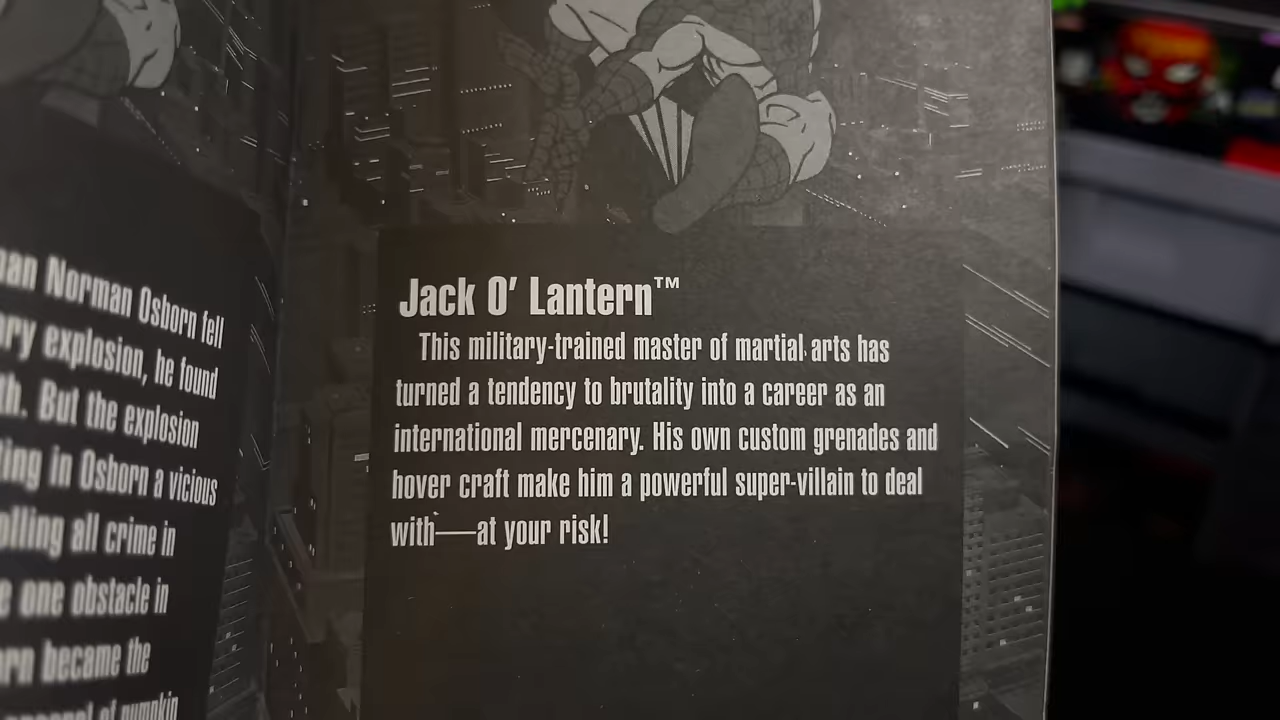 Norman Osborn fell
explosion, he found
But the explosion
in Osborn a vicious
all crime in
one obstacle in
became the
of pumpkin
Jack O' Lantern™
This military-trained master of martial arts has
turned a tendency to brutality into a career as an
international mercenary. His own custom grenades and
hover craft make him a powerful super-villain to deal
with—at your risk!